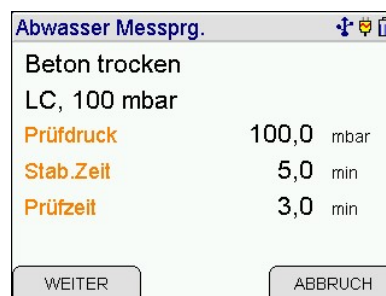 Abwasser Messprg.
Beton trocken
LC, 100 mbar
Prüfdruck 100,0 mbar
Stab.Zeit 5,0 min
Prüfzeit 3,0 min
WEITER ABBRUCH